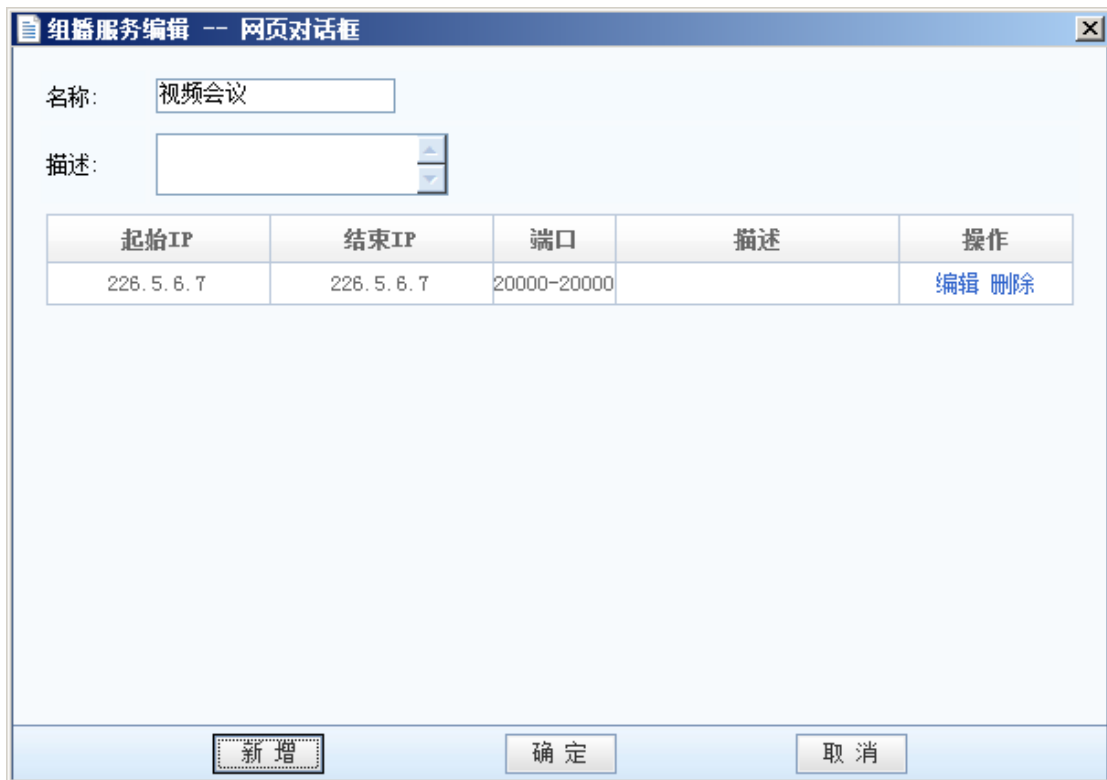 组播服务编辑 -- 网页对话框
名称: 视频会议
描述:
起始IP 结束IP 端口 描述 操作
226.5.6.7 226.5.6.7 20000-20000 编辑 删除
新 增 确 定 取 消